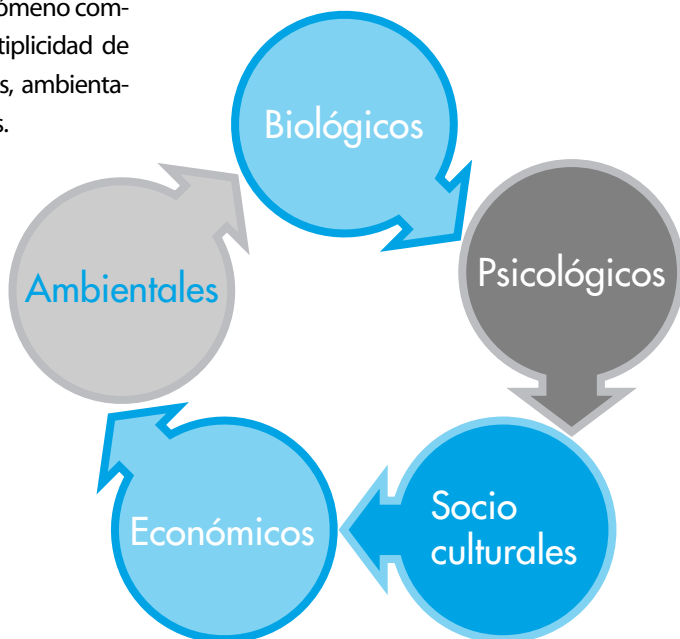 ómeno com-
tiplicidad de
s, ambienta-
s.
Biológicos
Psicológicos
Socio
culturales
Económicos
Ambientales